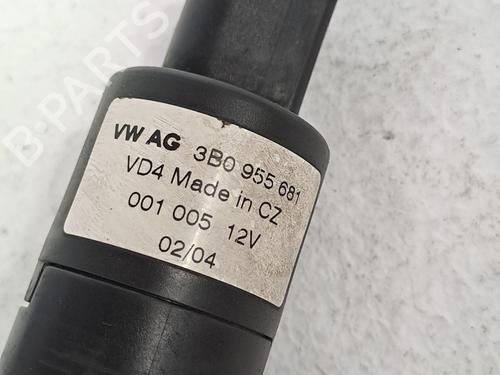 B-PARTS
VW AG 3B0 955 681
VD4 Made in CZ
001 005 12V
02/04